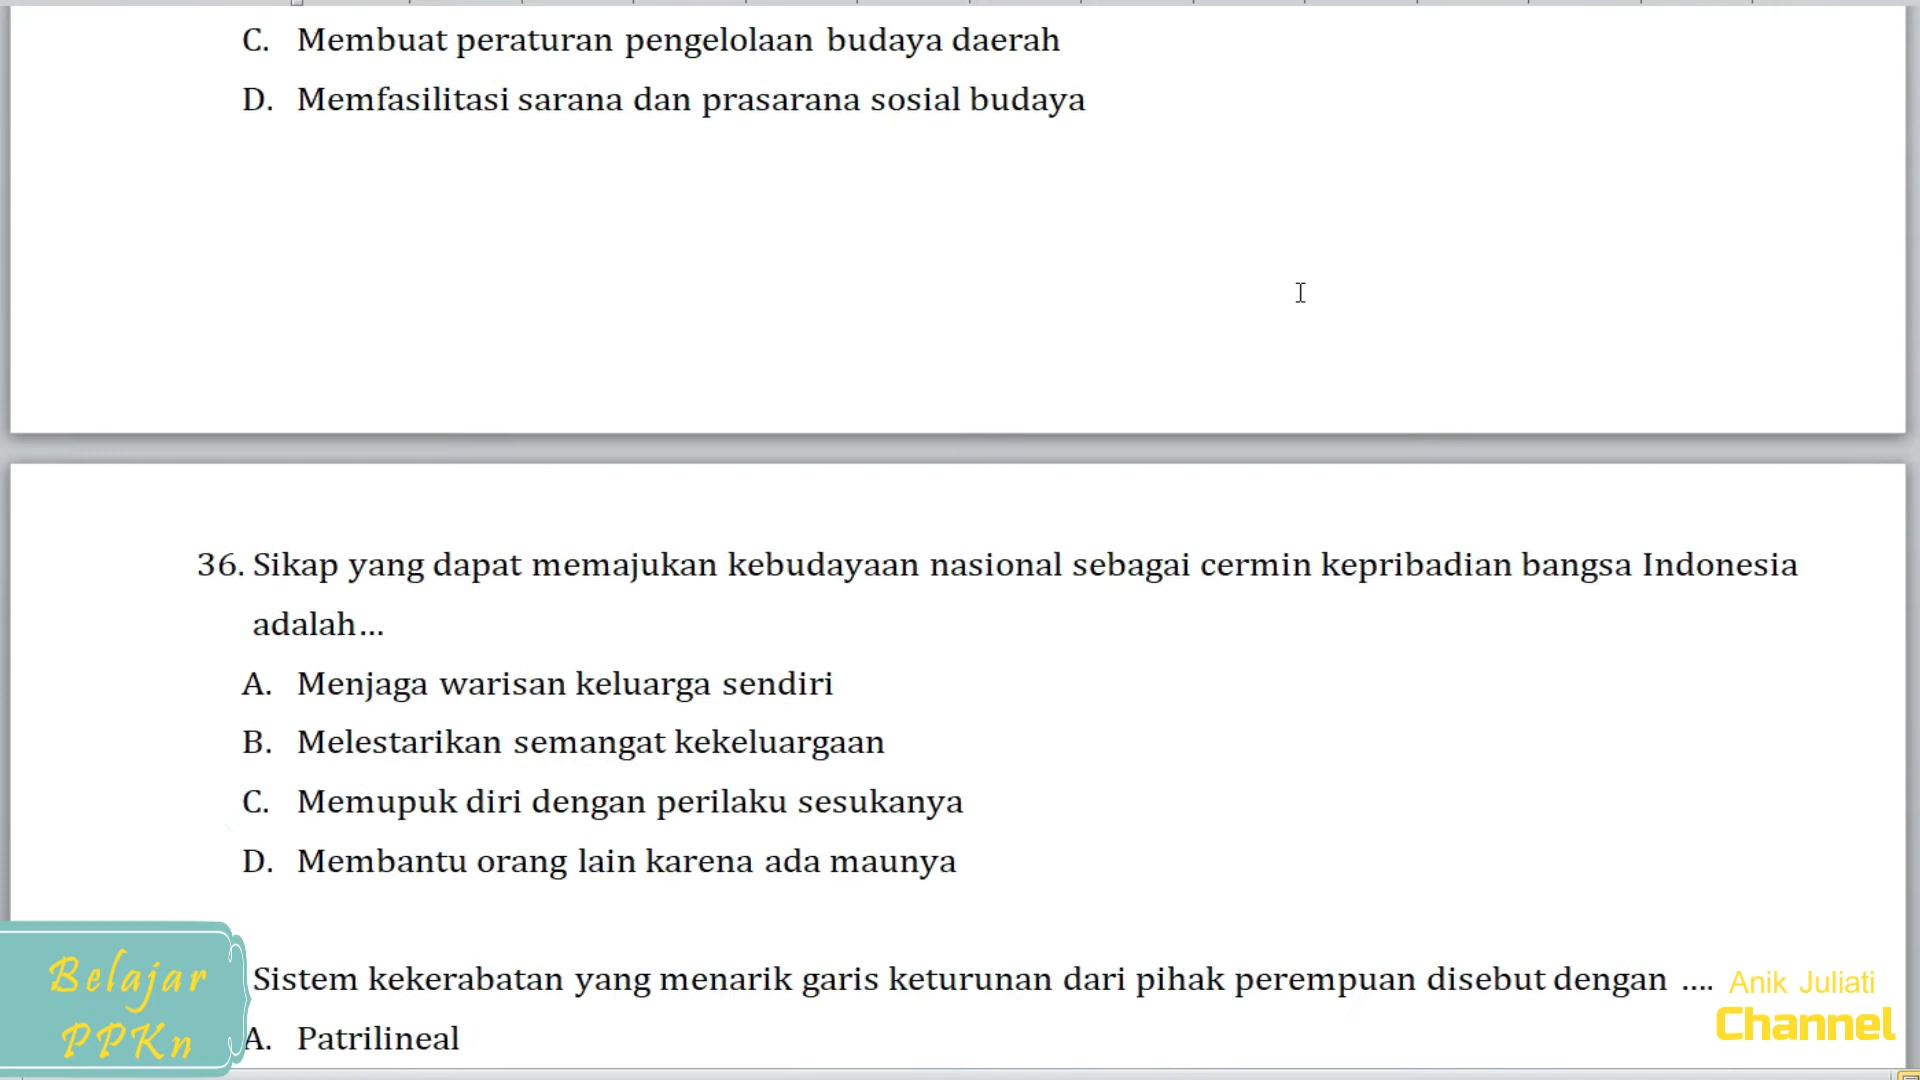 C. Membuat peraturan pengelolaan budaya daerah
D. Memfasilitasi sarana dan prasarana sosial budaya
36. Sikap yang dapat memajukan kebudayaan nasional sebagai cermin kepribadian bangsa Indonesia
adalah...
A. Menjaga warisan keluarga sendiri
B. Melestarikan semangat kekeluargaan
C. Memupuk diri dengan perilaku sesukanya
D. Membantu orang lain karena ada maunya
Sistem kekerabatan yang menarik garis keturunan dari pihak perempuan disebut dengan ....
A. Patrilineal
Belajar
PPKn
Anik Juliati
Channel